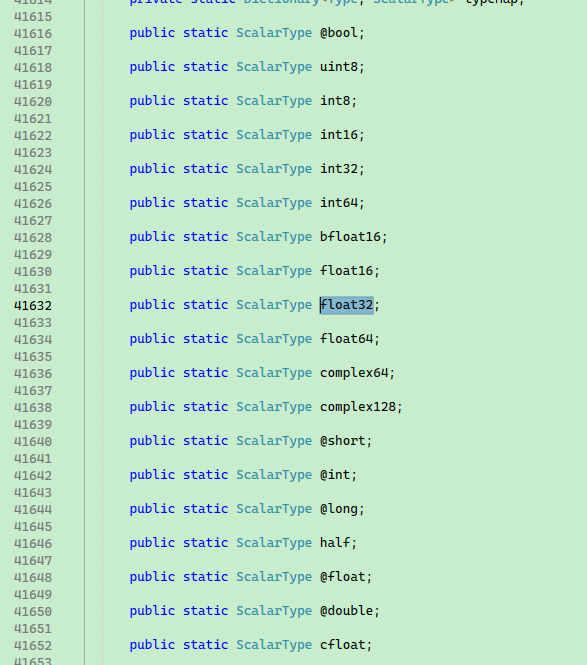 41614 private static Dictionary<Type, ScalarType> typeMap;
41615
41616 public static ScalarType @bool;
41617
41618 public static ScalarType uint8;
41619
41620 public static ScalarType int8;
41621
41622 public static ScalarType int16;
41623
41624 public static ScalarType int32;
41625
41626 public static ScalarType int64;
41627
41628 public static ScalarType bfloat16;
41629
41630 public static ScalarType float16;
41631
41632 public static ScalarType float32;
41633
41634 public static ScalarType float64;
41635
41636 public static ScalarType complex64;
41637
41638 public static ScalarType complex128;
41639
41640 public static ScalarType @short;
41641
41642 public static ScalarType @int;
41643
41644 public static ScalarType @long;
41645
41646 public static ScalarType half;
41647
41648 public static ScalarType @float;
41649
41650 public static ScalarType @double;
41651
41652 public static ScalarType cfloat;
41653